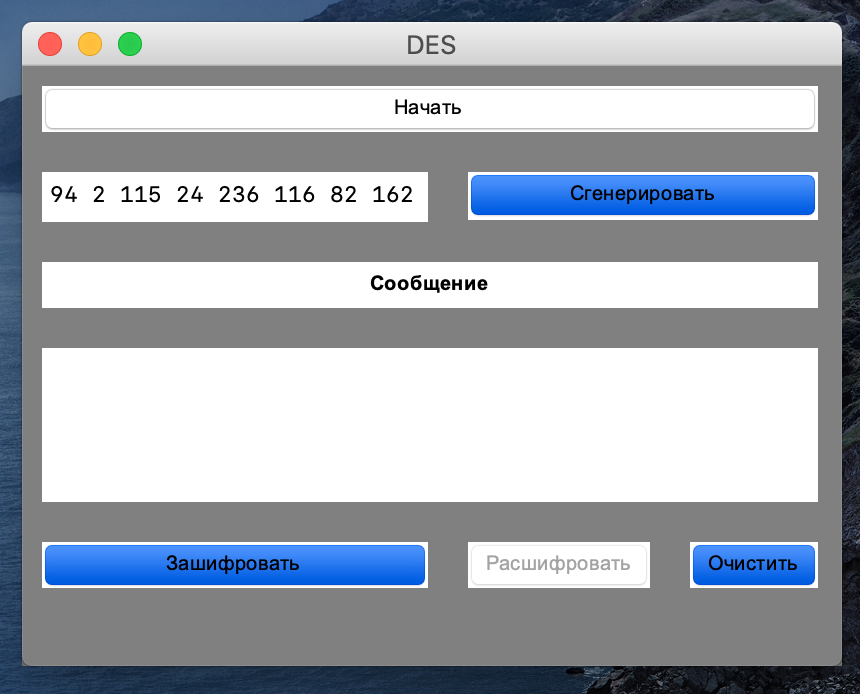 DES
Начать
94 2 115 24 236 116 82 162
Сгенерировать
Сообщение
Зашифровать
Расшифровать
Очистить